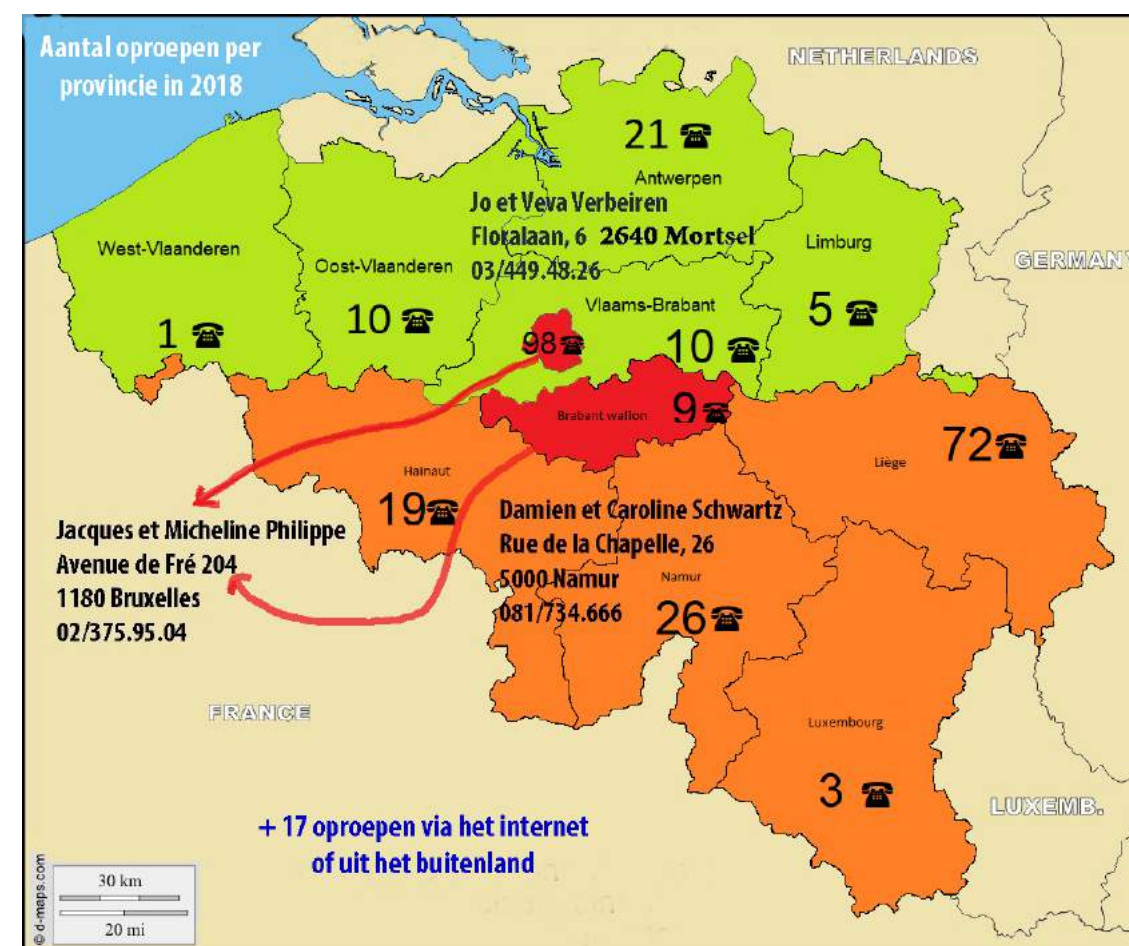 Aantal oproepen per
provincie in 2018
NETHERLANDS
21
Antwerpen
Jo et Veva Verbeiren
Floralaan, 6 2640 Mortsel
03/449.48.26
West-Vlaanderen
1
Oost-Vlaanderen
10
Limburg
5
GERMANY
Vlaams-Brabant
10
98
Brabant wallon
9
Hainaut
19
Liège
72
Jacques et Micheline Philippe
Avenue de Fré 204
1180 Bruxelles
02/375.95.04
Damien et Caroline Schwartz
Rue de la Chapelle, 26
5000 Namur
081/734.666
Namur
26
FRANCE
Luxembourg
3
LUXEMB.
+ 17 oproepen via het internet
of uit het buitenland
30 km
20 mi
© d-maps.com